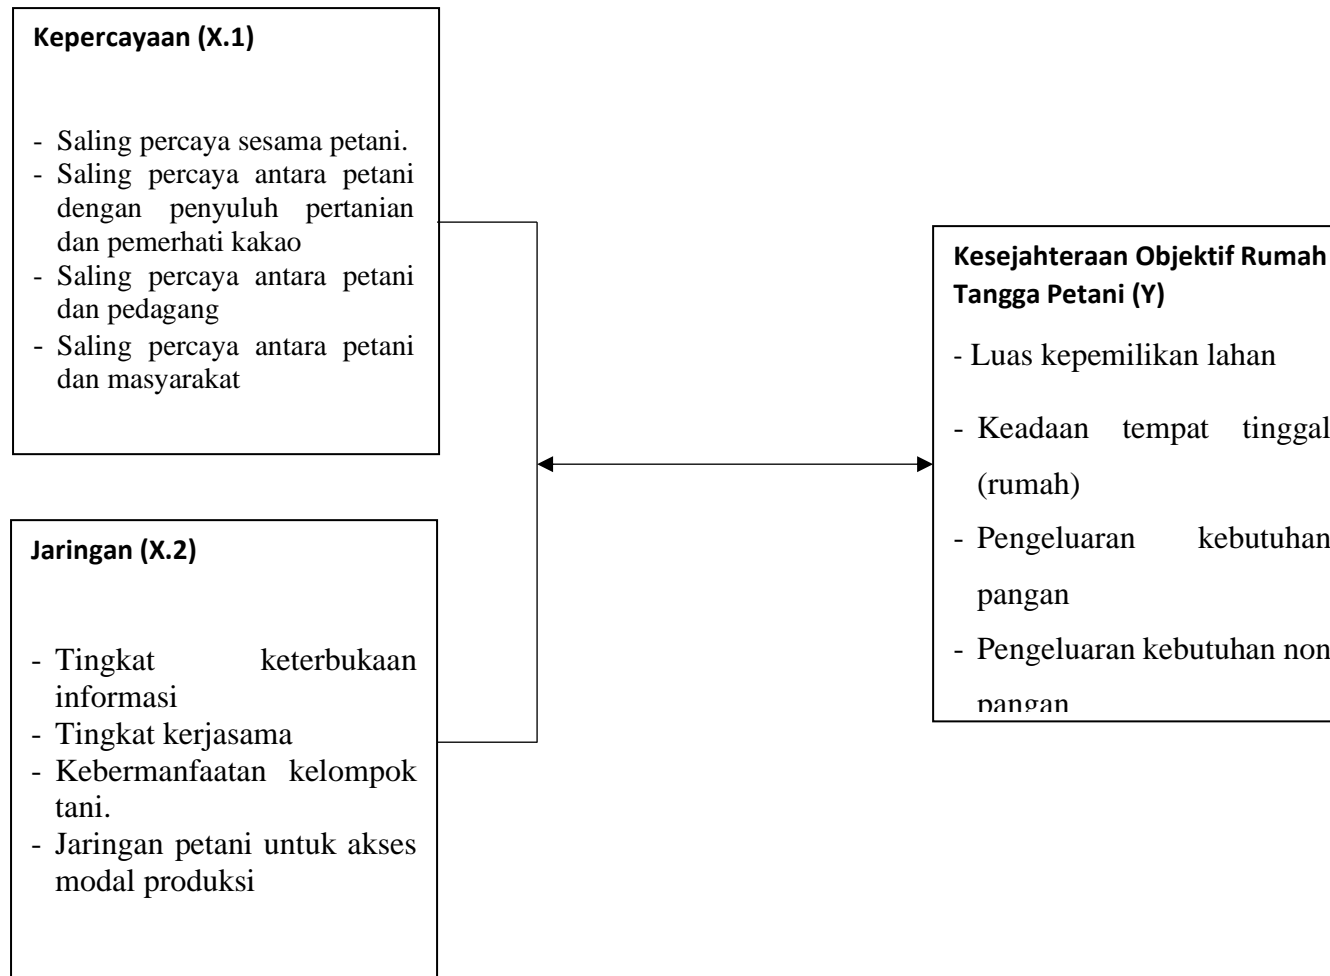 Kepercayaan (X.1)
- Saling percaya sesama petani.
- Saling percaya antara petani
dengan penyuluh pertanian
dan pemerhati kakao
- Saling percaya antara petani
dan pedagang
- Saling percaya antara petani
dan masyarakat
Jaringan (X.2)
- Tingkat keterbukaan
informasi
- Tingkat kerjasama
- Kebermanfaatan kelompok
tani.
- Jaringan petani untuk akses
modal produksi
Kesejahteraan Objektif Rumah
Tangga Petani (Y)
- Luas kepemilikan lahan
- Keadaan tempat tinggal
(rumah)
- Pengeluaran kebutuhan
pangan
- Pengeluaran kebutuhan non
pangan